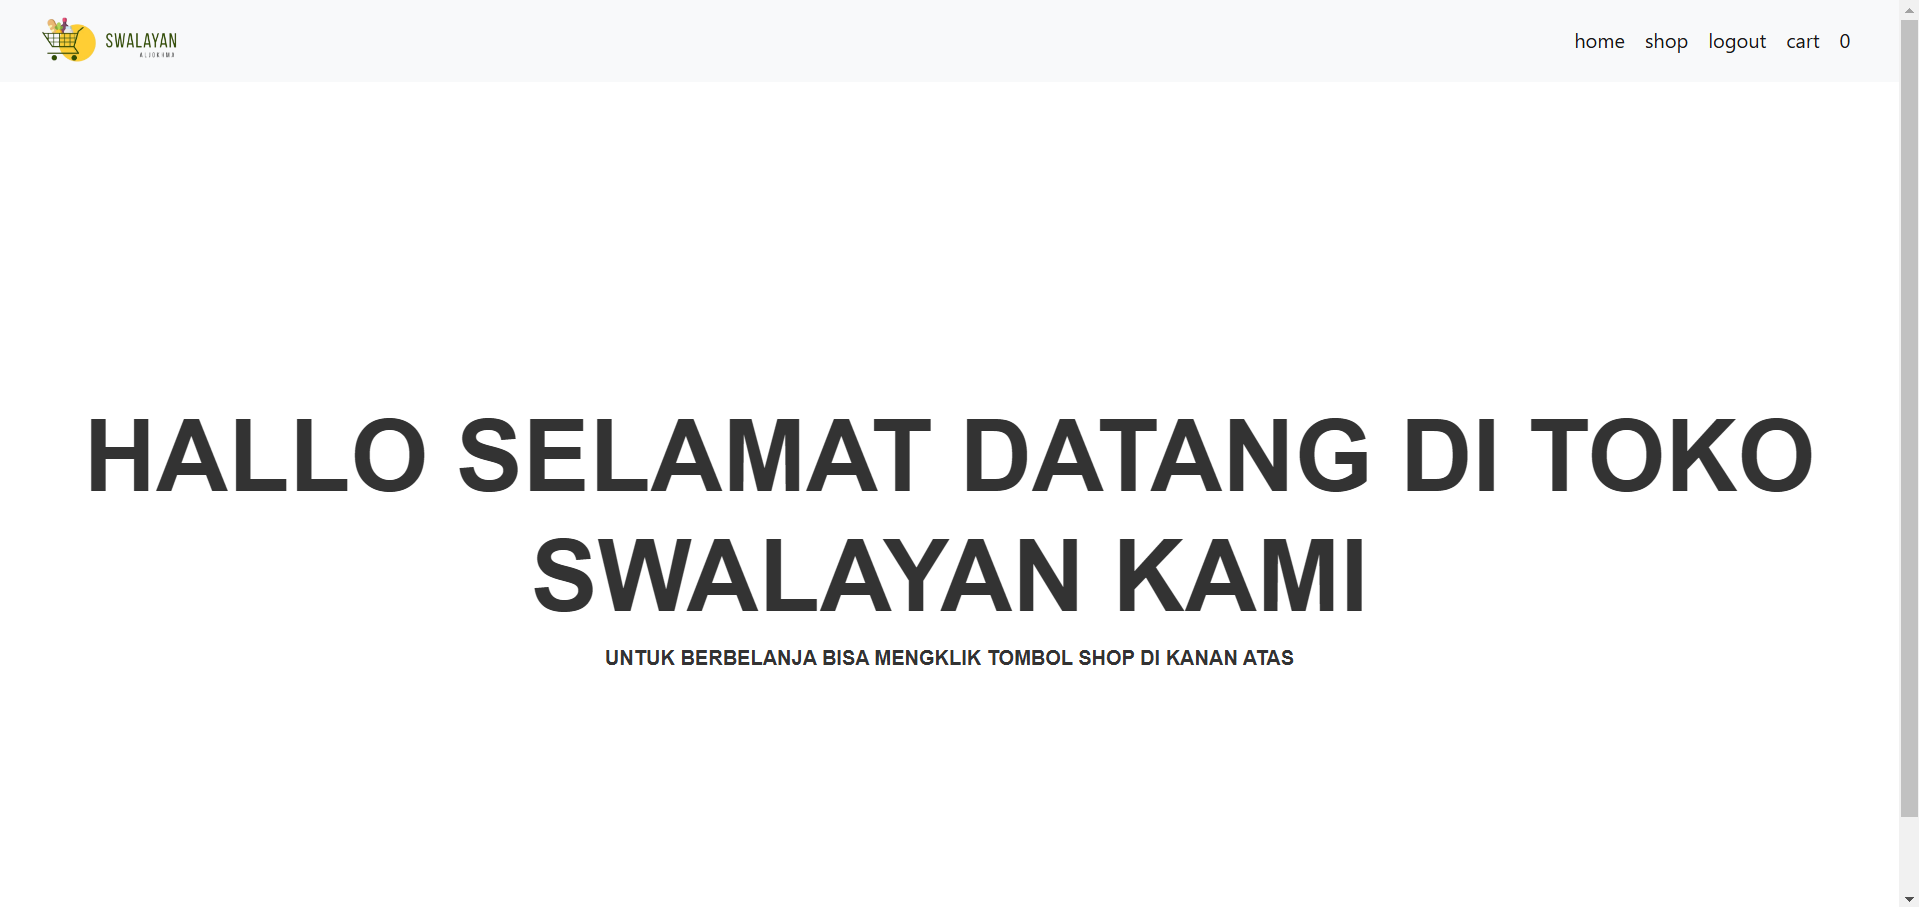 SWALAYAN
home shop logout cart 0
HALLO SELAMAT DATANG DI TOKO
SWALAYAN KAMI
UNTUK BERBELANJA BISA MENGKLIK TOMBOL SHOP DI KANAN ATAS